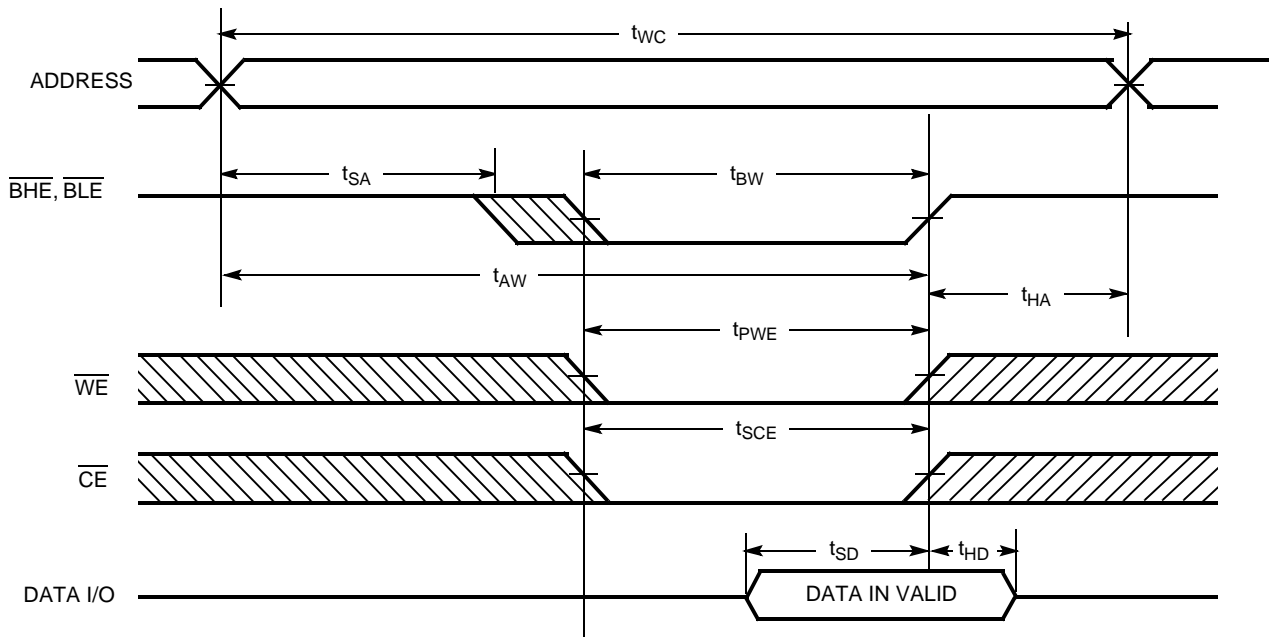 tWC
ADDRESS
tSA
tBW
BHE, BLE
tAW
tHA
tPWE
WE
tSCE
CE
tSD
tHD
DATA I/O
DATA IN VALID